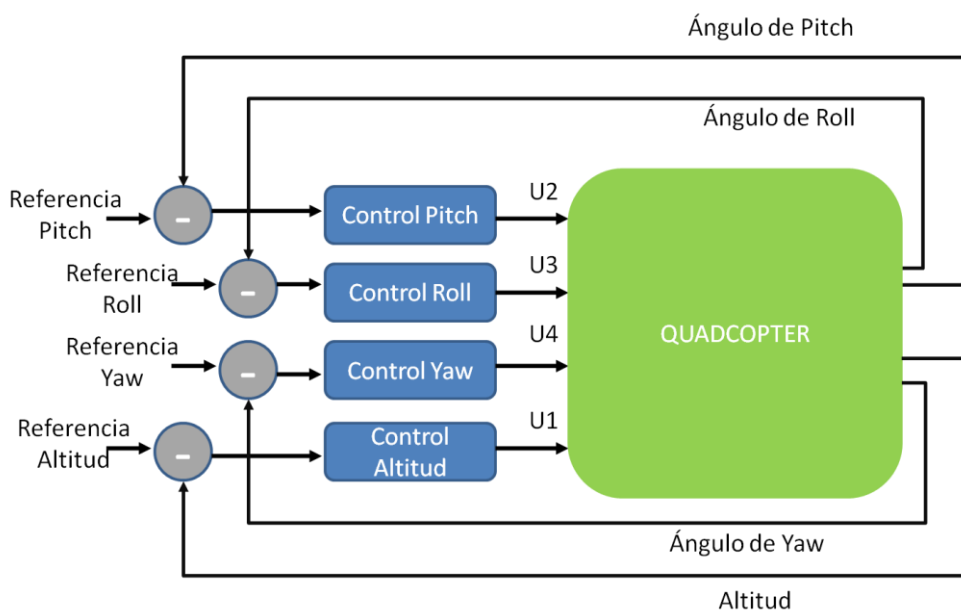 Ángulo de Pitch
Ángulo de Roll
Referencia
Pitch
-
Control Pitch
U2
Referencia
Roll
-
Control Roll
U3
QUADCOPTER
Referencia
Yaw
-
Control Yaw
U4
Referencia
Altitud
-
Control
Altitud
U1
Ángulo de Yaw
Altitud